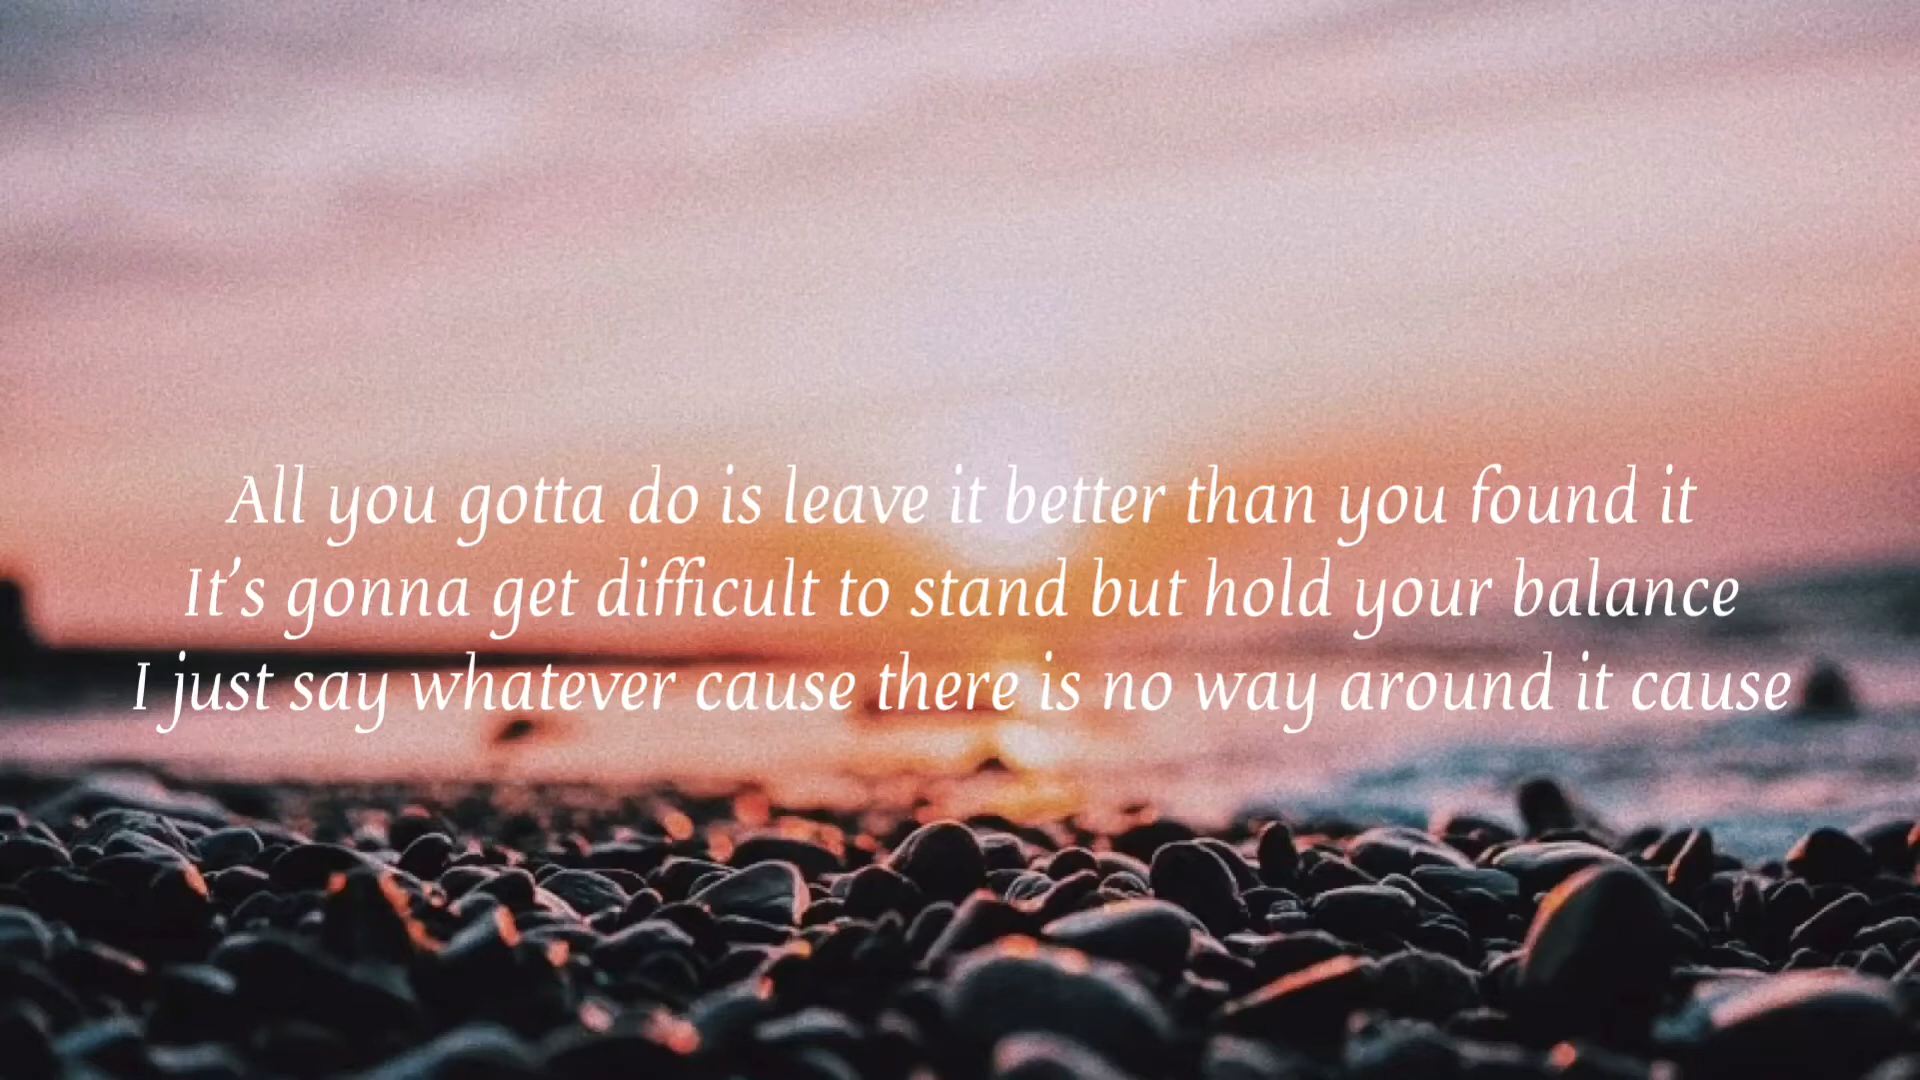 All you gotta do is leave it better than you found it
It’s gonna get difficult to stand but hold your balance
I just say whatever cause there is no way around it cause